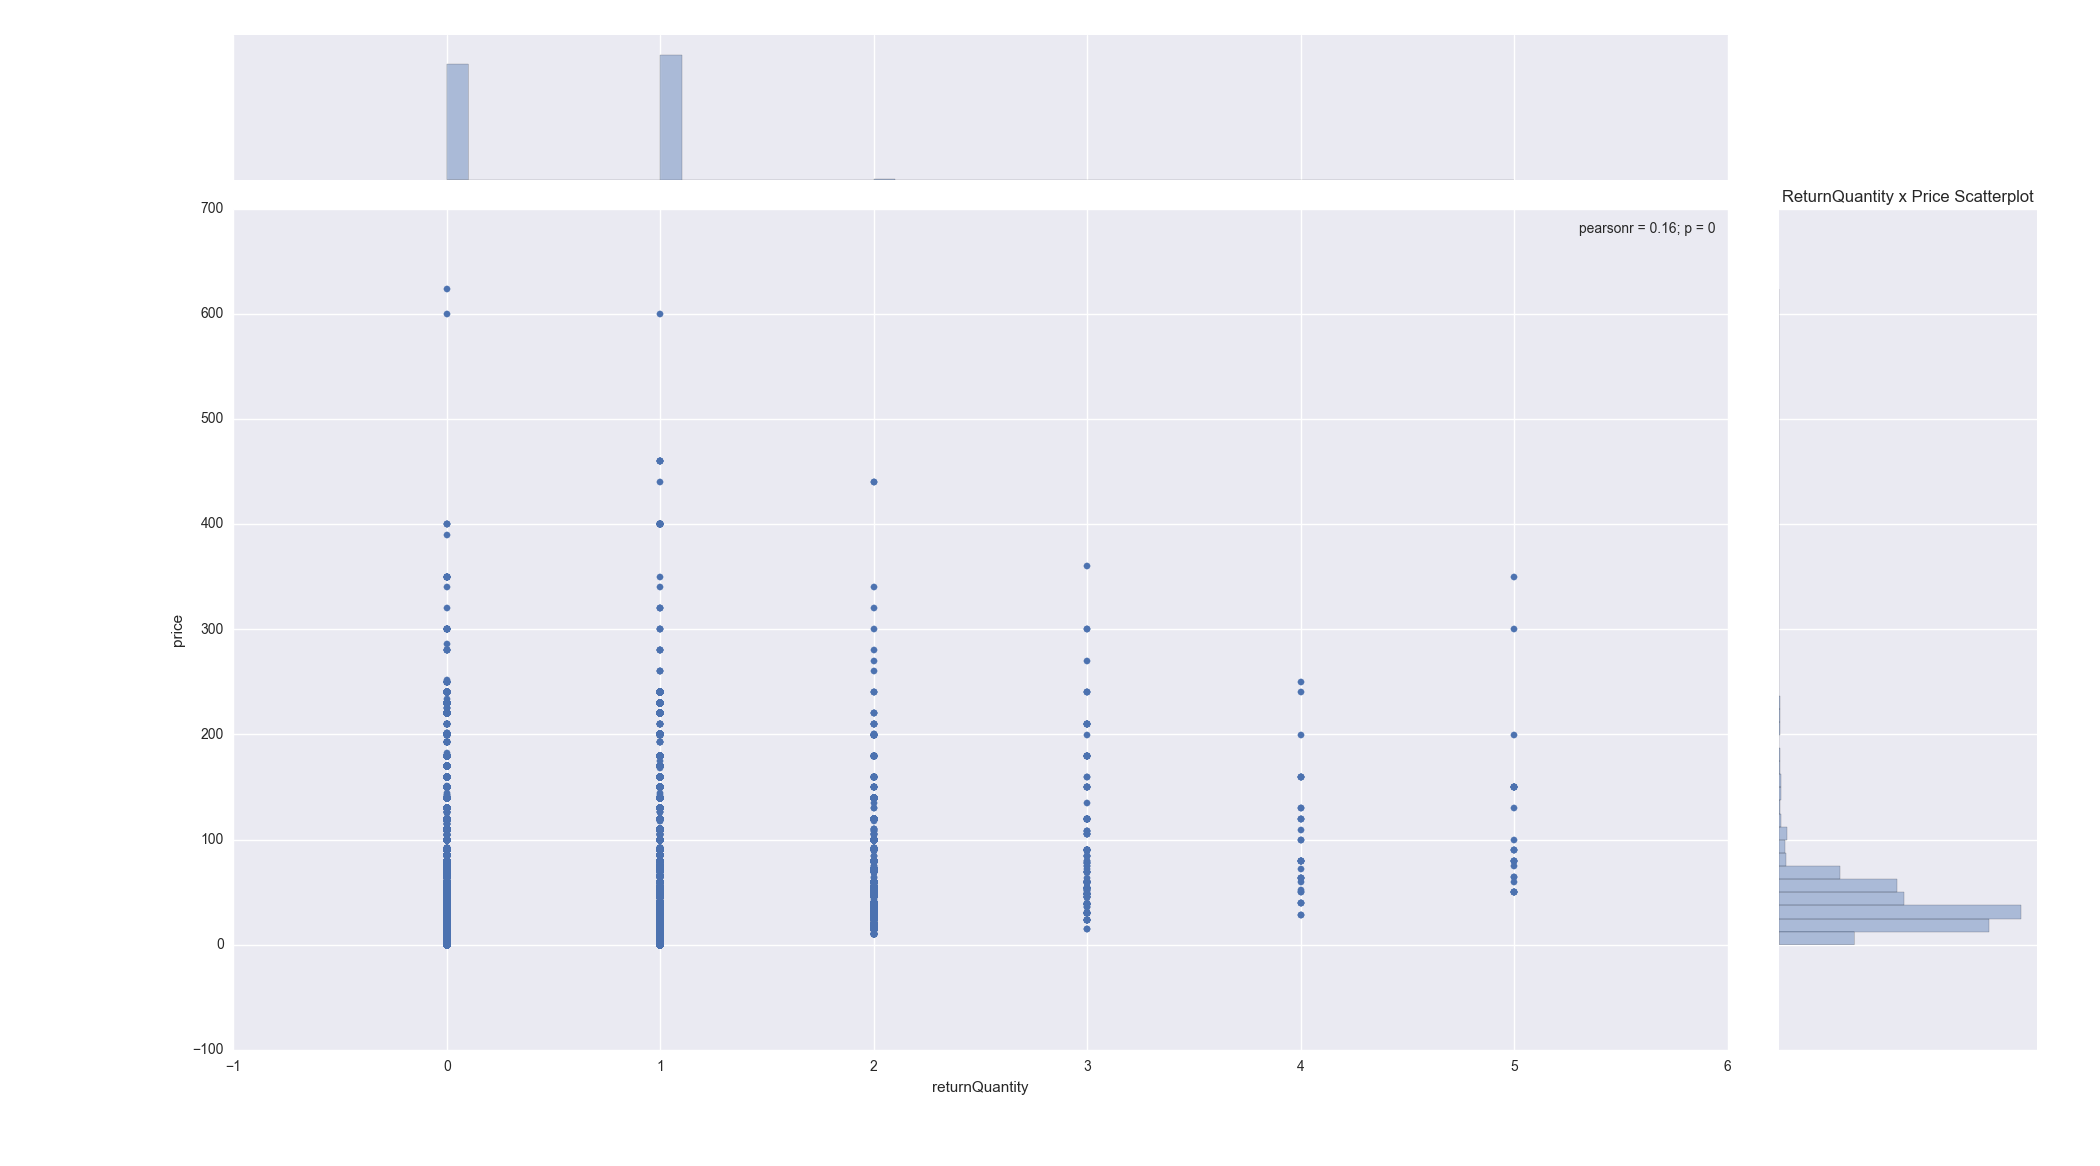 ReturnQuantity x Price Scatterplot
700
pearsonr = 0.16; p = 0
600
500
400
300
price
200
100
0
−100
−1 0 1 2 3 4 5 6
returnQuantity